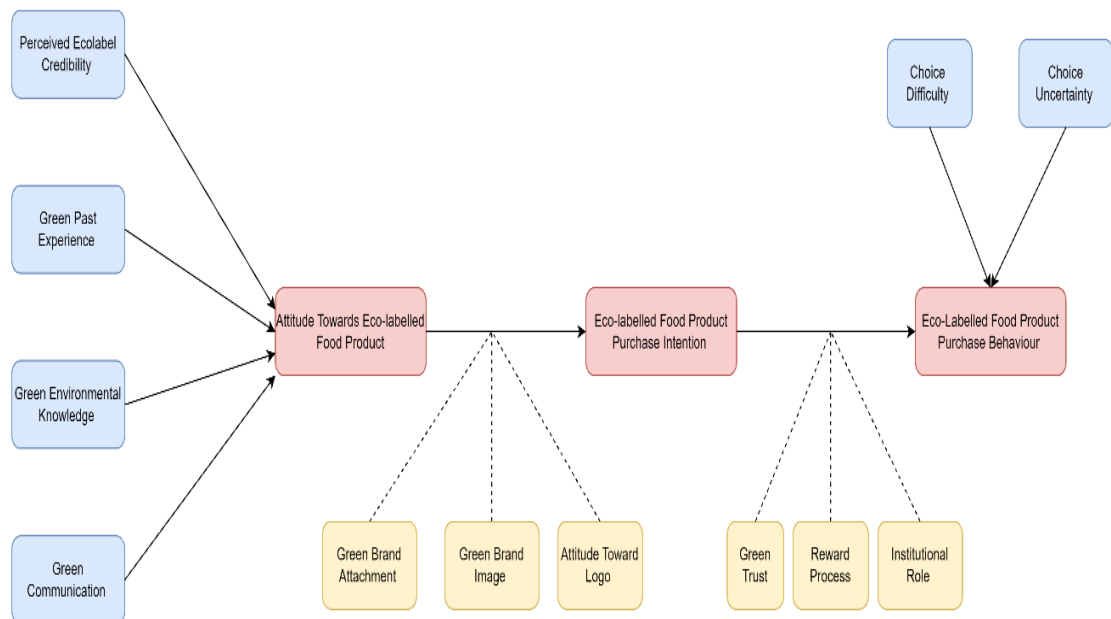 Perceived Ecolabel
Credibility
Choice
Difficulty
Choice
Uncertainty
Green Past
Experience
Attitude Towards Eco-labelled
Food Product
Eco-labelled Food Product
Purchase Intention
Eco-Labelled Food Product
Purchase Behaviour
Green Environmental
Knowledge
Green
Communication
Green Brand
Attachment
Green Brand
Image
Attitude Toward
Logo
Green
Trust
Reward
Process
Institutional
Role